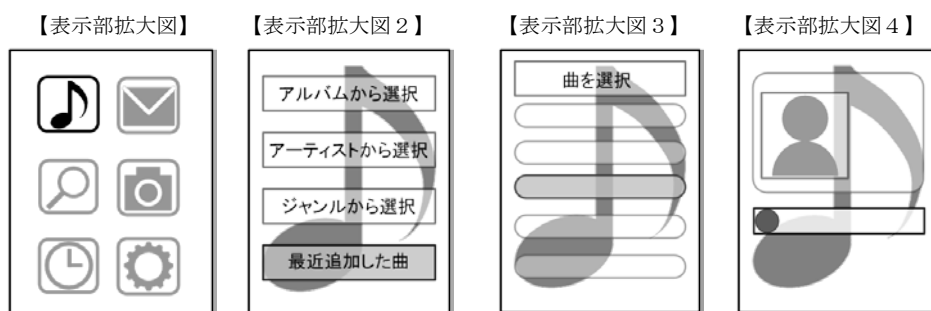 【表示部拡大図】
【表示部拡大図２】
【表示部拡大図３】
【表示部拡大図４】
アルバムから選択
アーティストから選択
ジャンルから選択
最近追加した曲
曲を選択